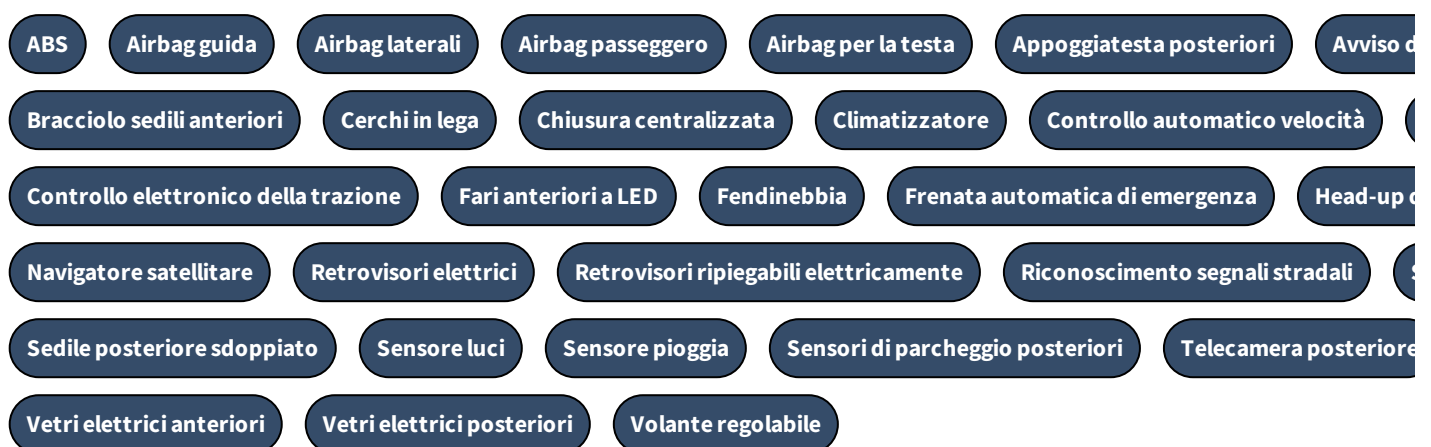 ABS Airbag guida Airbag laterali Airbag passeggero Airbag per la testa Appoggiatesta posteriori Avviso
Bracciolo sedili anteriori Cerchi in lega Chiusura centralizzata Climatizzatore Controllo automatico velocità
Controllo elettronico della trazione Fari anteriori a LED Fendinebbia Frenata automatica di emergenza Head-up
Navigatore satellitare Retrovisori elettrici Retrovisori ripiegabili elettricamente Riconoscimento segnali stradali
Sedile posteriore sdoppiato Sensore luci Sensore pioggia Sensori di parcheggio posteriori Telecamera posteriore
Vetri elettrici anteriori Vetri elettrici posteriori Volante regolabile